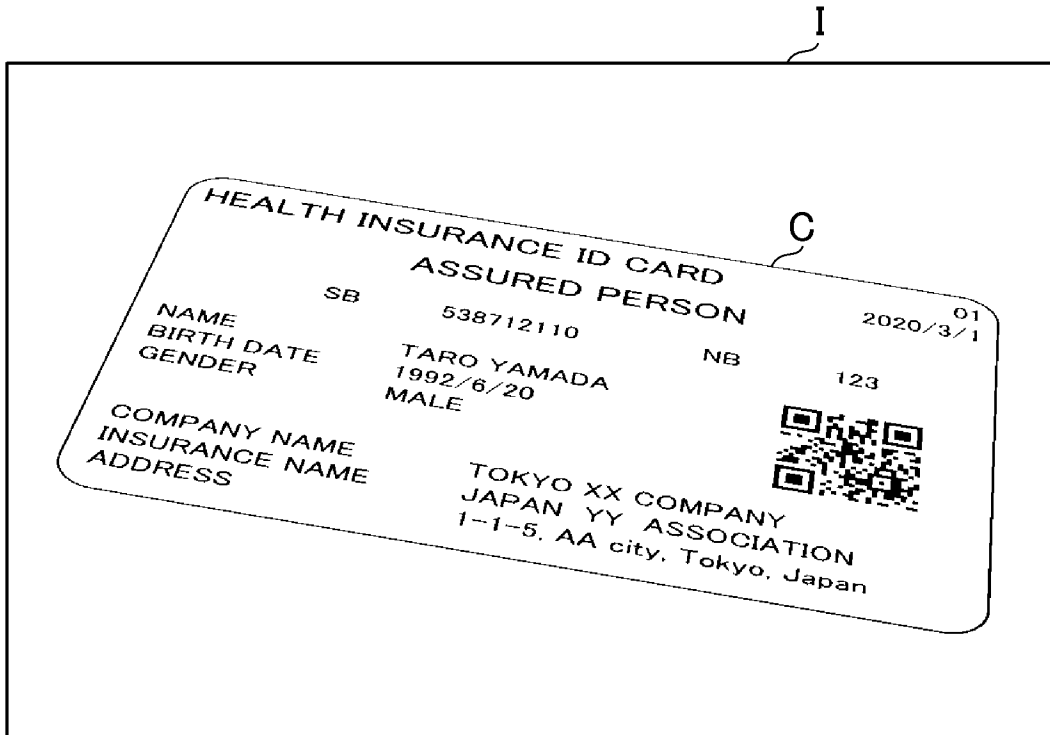 I
C
HEALTH INSURANCE ID CARD
ASSURED PERSON
01
2020/3/1
SB 538712110 NB 123
NAME TARO YAMADA
BIRTH DATE 1992/6/20
GENDER MALE
COMPANY NAME TOKYO XX COMPANY
INSURANCE NAME JAPAN YY ASSOCIATION
ADDRESS 1-1-5, AA city, Tokyo, Japan